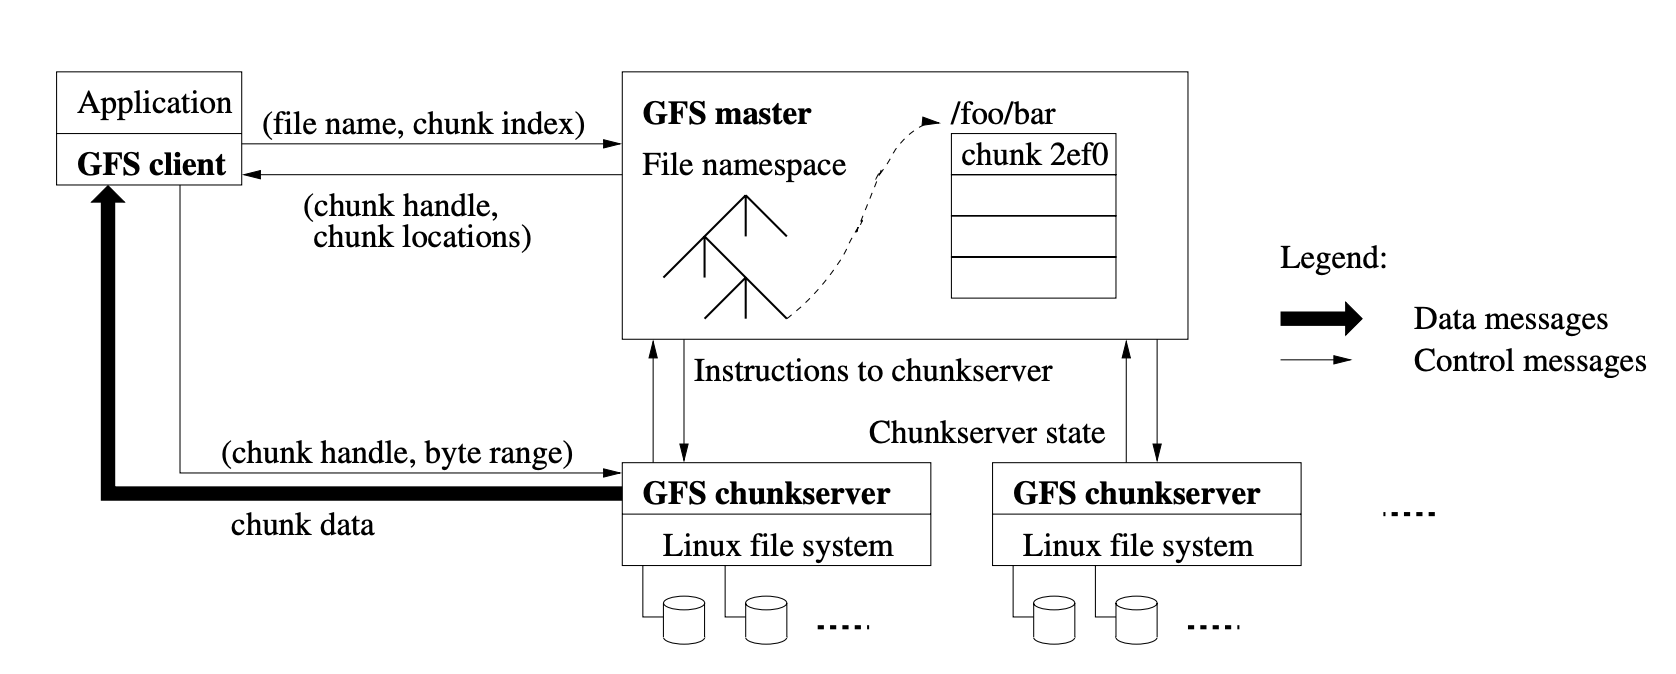 Application
GFS client
(file name, chunk index)
(chunk handle,
chunk locations)
GFS master
File namespace
/foo/bar
chunk 2ef0
Legend:
Data messages
Control messages
Instructions to chunkserver
Chunkserver state
(chunk handle, byte range)
chunk data
GFS chunkserver
Linux file system
GFS chunkserver
Linux file system